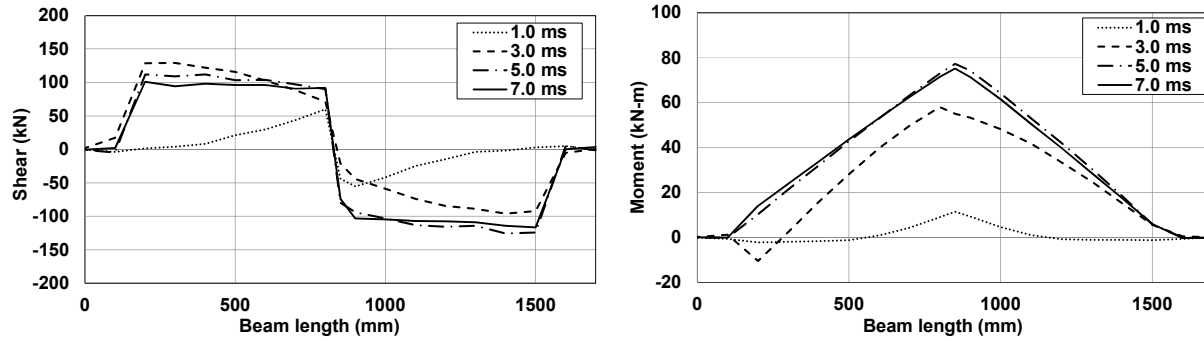 Shear (kN)
200
150
100
50
0
-50
-100
-150
-200
0
500
1000
1500
Beam length (mm)
1.0 ms
3.0 ms
5.0 ms
7.0 ms
Moment (kN-m)
100
80
60
40
20
0
-20
0
500
1000
1500
Beam length (mm)
1.0 ms
3.0 ms
5.0 ms
7.0 ms